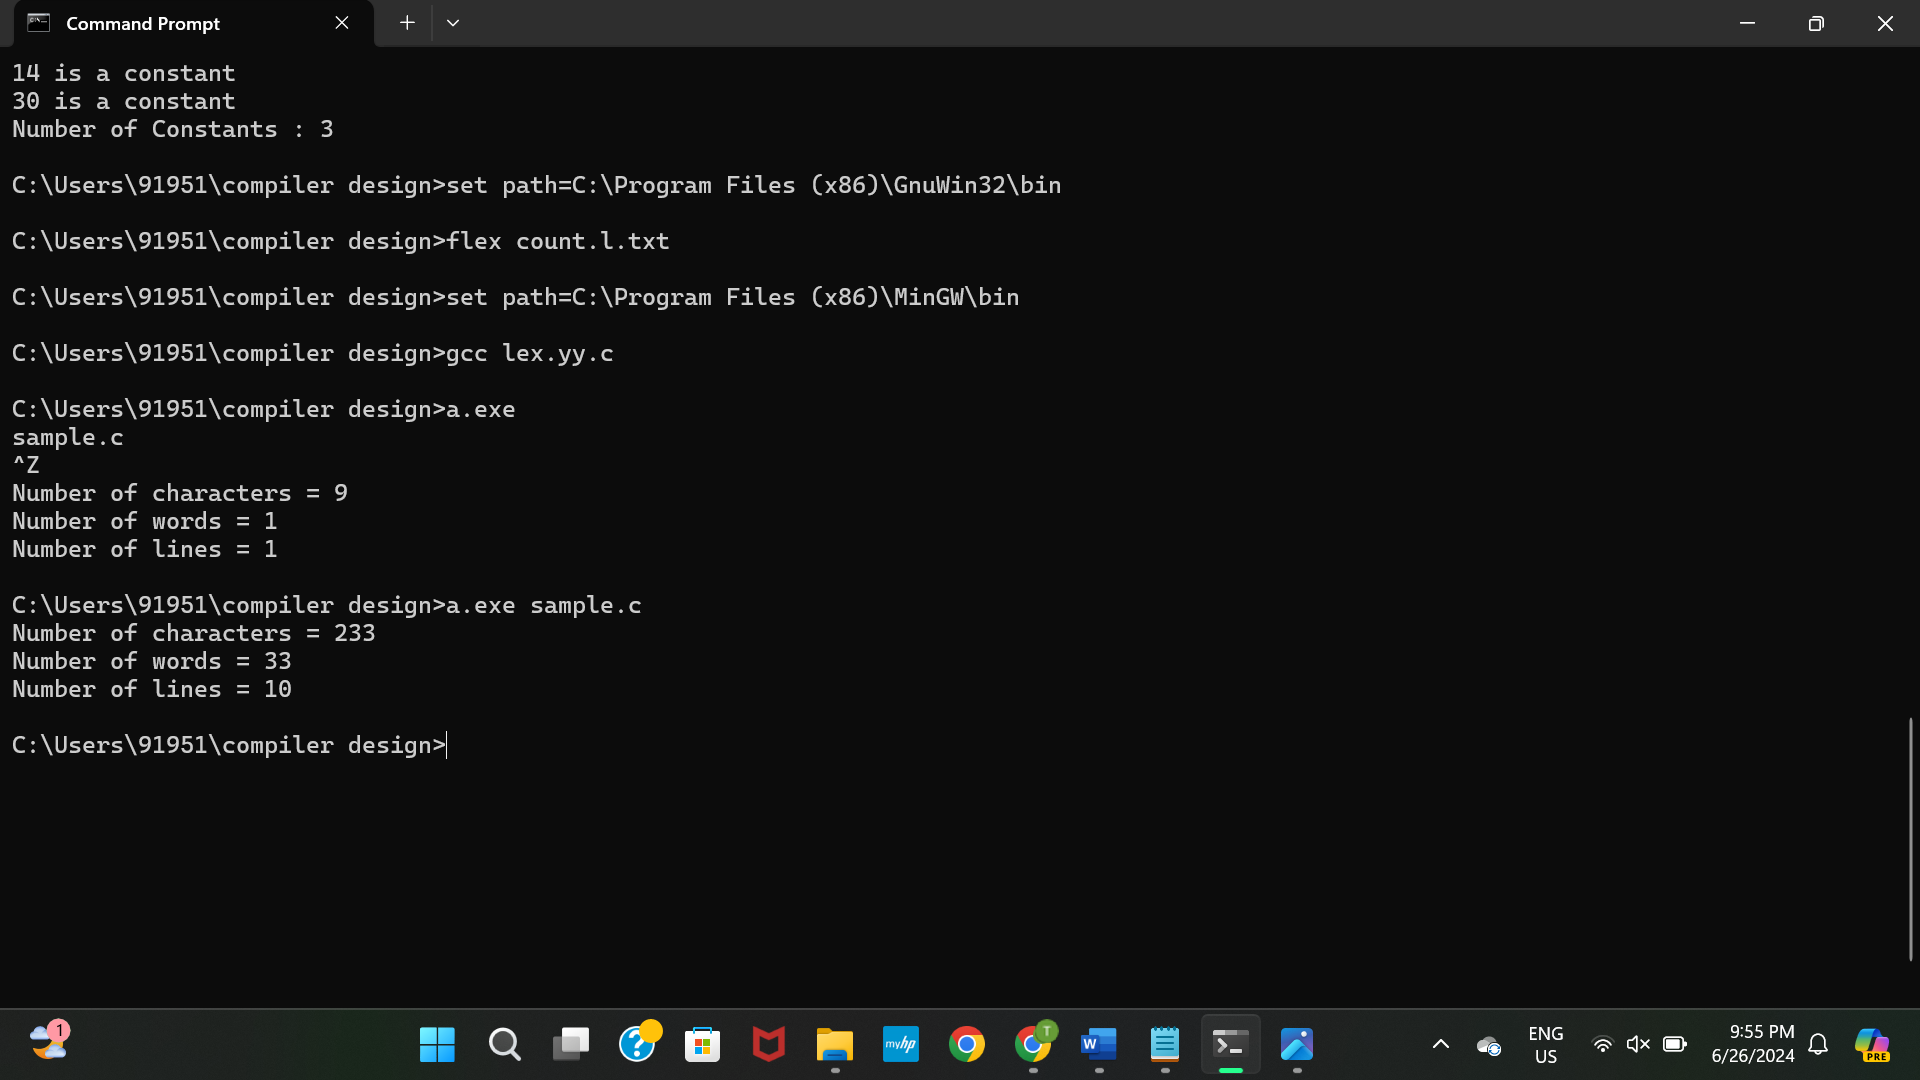 Command Prompt
14 is a constant
30 is a constant
Number of Constants : 3
C:\Users\91951\compiler design>set path=C:\Program Files (x86)\GnuWin32\bin
C:\Users\91951\compiler design>flex count.l.txt
C:\Users\91951\compiler design>set path=C:\Program Files (x86)\MinGW\bin
C:\Users\91951\compiler design>gcc lex.yy.c
C:\Users\91951\compiler design>a.exe
sample.c
^Z
Number of characters = 9
Number of words = 1
Number of lines = 1
C:\Users\91951\compiler design>a.exe sample.c
Number of characters = 233
Number of words = 33
Number of lines = 10
C:\Users\91951\compiler design>
1
myhp
T
W
ENG
US
9:55 PM
6/26/2024
PRE